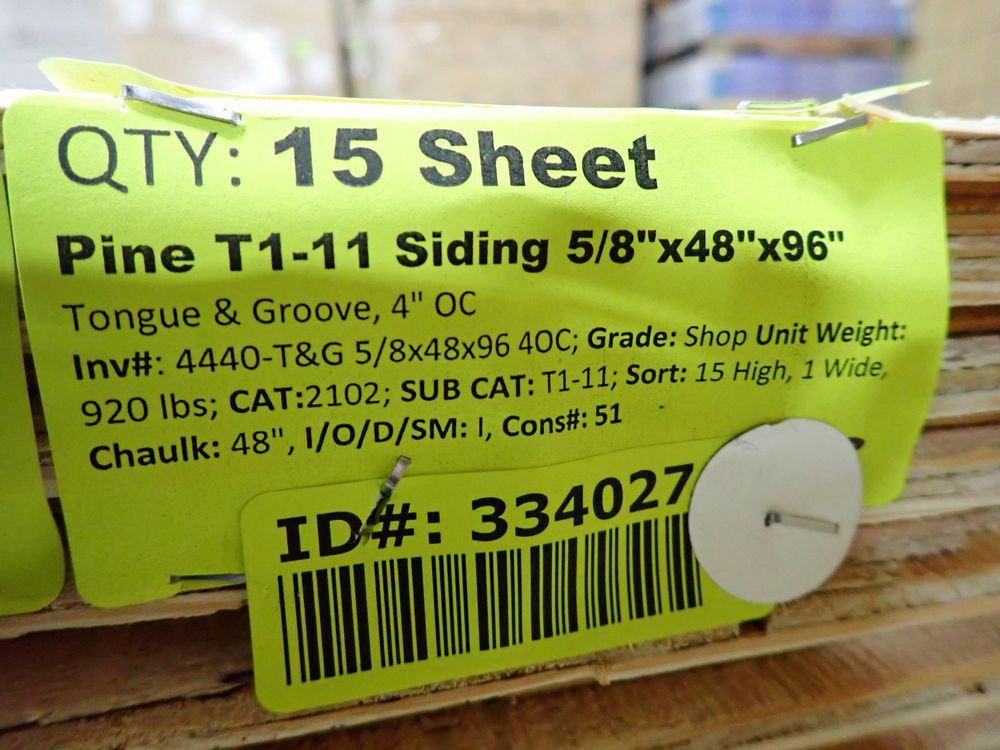 QTY: 15 Sheet
Pine T1-11 Siding 5/8"x48"x96"
Tongue & Groove, 4" OC
Inv#: 4440-T&G 5/8x48x96 4OC; Grade: Shop Unit Weight:
920 lbs; CAT:2102; SUB CAT: T1-11; Sort: 15 High, 1 Wide,
Chaulk: 48", I/O/D/SM: I, Cons#: 51
ID#: 334027